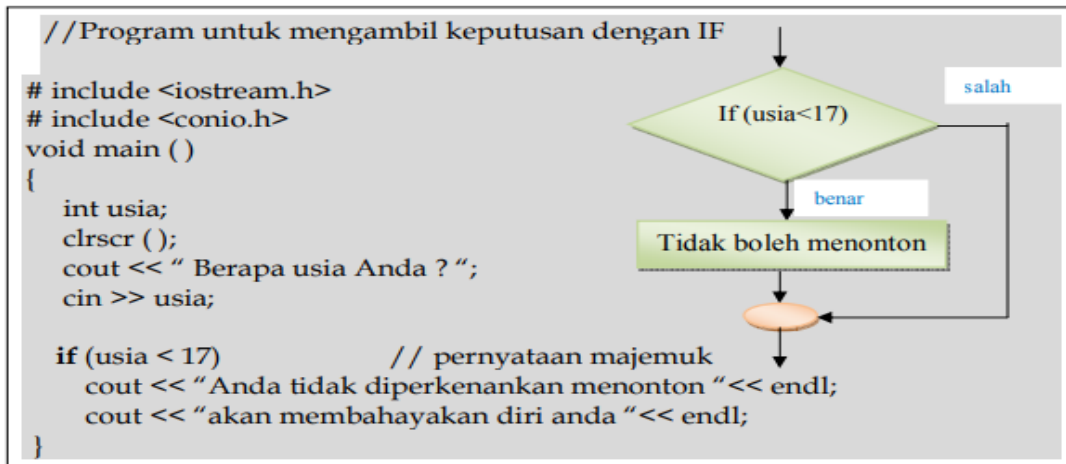 //Program untuk mengambil keputusan dengan IF
# include <iostream.h>
# include <conio.h>
void main ( )
{
int usia;
clrscr ( );
cout << “ Berapa usia Anda ? “;
cin >> usia;
if (usia < 17) // pernyataan majemuk
cout << “Anda tidak diperkenankan menonton “<< endl;
cout << “akan membahayakan diri anda “<< endl;
}
If (usia<17)
salah
benar
Tidak boleh menonton